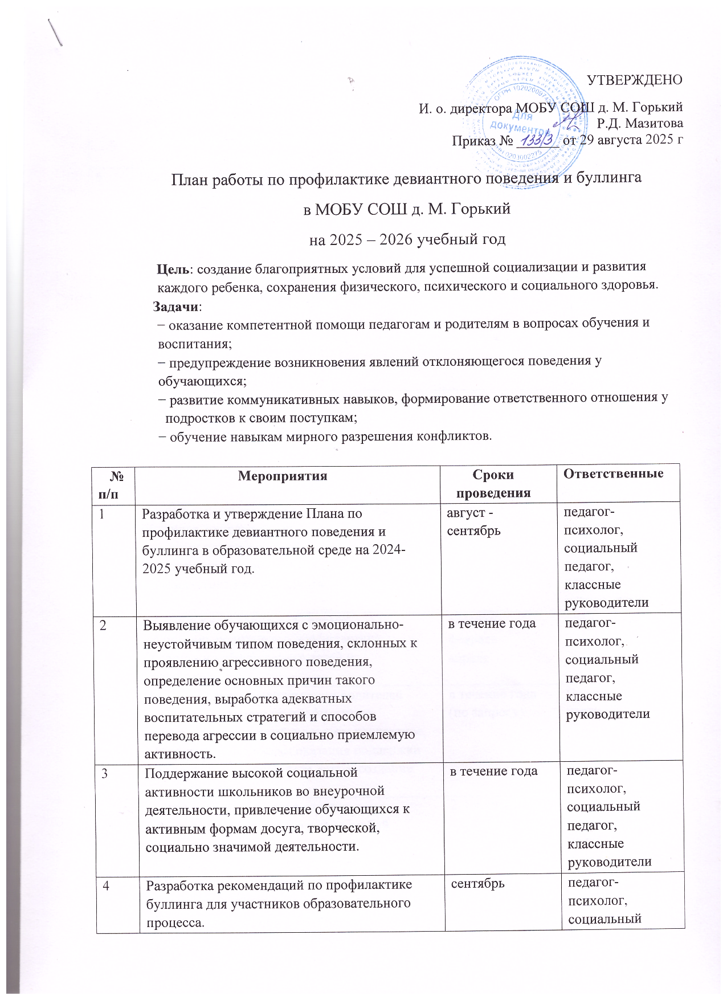 УТВЕРЖДЕНО
И. о. директора МОБУ СОШ д. М. Горький
Р.Д. Мазитова
Приказ № 133/3 от 29 августа 2025 г
Для
документов
План работы по профилактике девиантного поведения и буллинга
в МОБУ СОШ д. М. Горький
на 2025 – 2026 учебный год
Цель: создание благоприятных условий для успешной социализации и развития
каждого ребенка, сохранения физического, психического и социального здоровья.
Задачи:
− оказание компетентной помощи педагогам и родителям в вопросах обучения и
воспитания;
− предупреждение возникновения явлений отклоняющегося поведения у
обучающихся;
− развитие коммуникативных навыков, формирование ответственного отношения у
подростков к своим поступкам;
− обучение навыкам мирного разрешения конфликтов.
№
п/п
Мероприятия
Сроки
проведения
Ответственные
1
Разработка и утверждение Плана по
профилактике девиантного поведения и
буллинга в образовательной среде на 2024-
2025 учебный год.
август -
сентябрь
педагог-
психолог,
социальный
педагог,
классные
руководители
2
Выявление обучающихся с эмоционально-
неустойчивым типом поведения, склонных к
проявлению агрессивного поведения,
определение основных причин такого
поведения, выработка адекватных
воспитательных стратегий и способов
перевода агрессии в социально приемлемую
активность.
в течение года
педагог-
психолог,
социальный
педагог,
классные
руководители
3
Поддержание высокой социальной
активности школьников во внеурочной
деятельности, привлечение обучающихся к
активным формам досуга, творческой,
социально значимой деятельности.
в течение года
педагог-
психолог,
социальный
педагог,
классные
руководители
4
Разработка рекомендаций по профилактике
буллинга для участников образовательного
процесса.
сентябрь
педагог-
психолог,
социальный